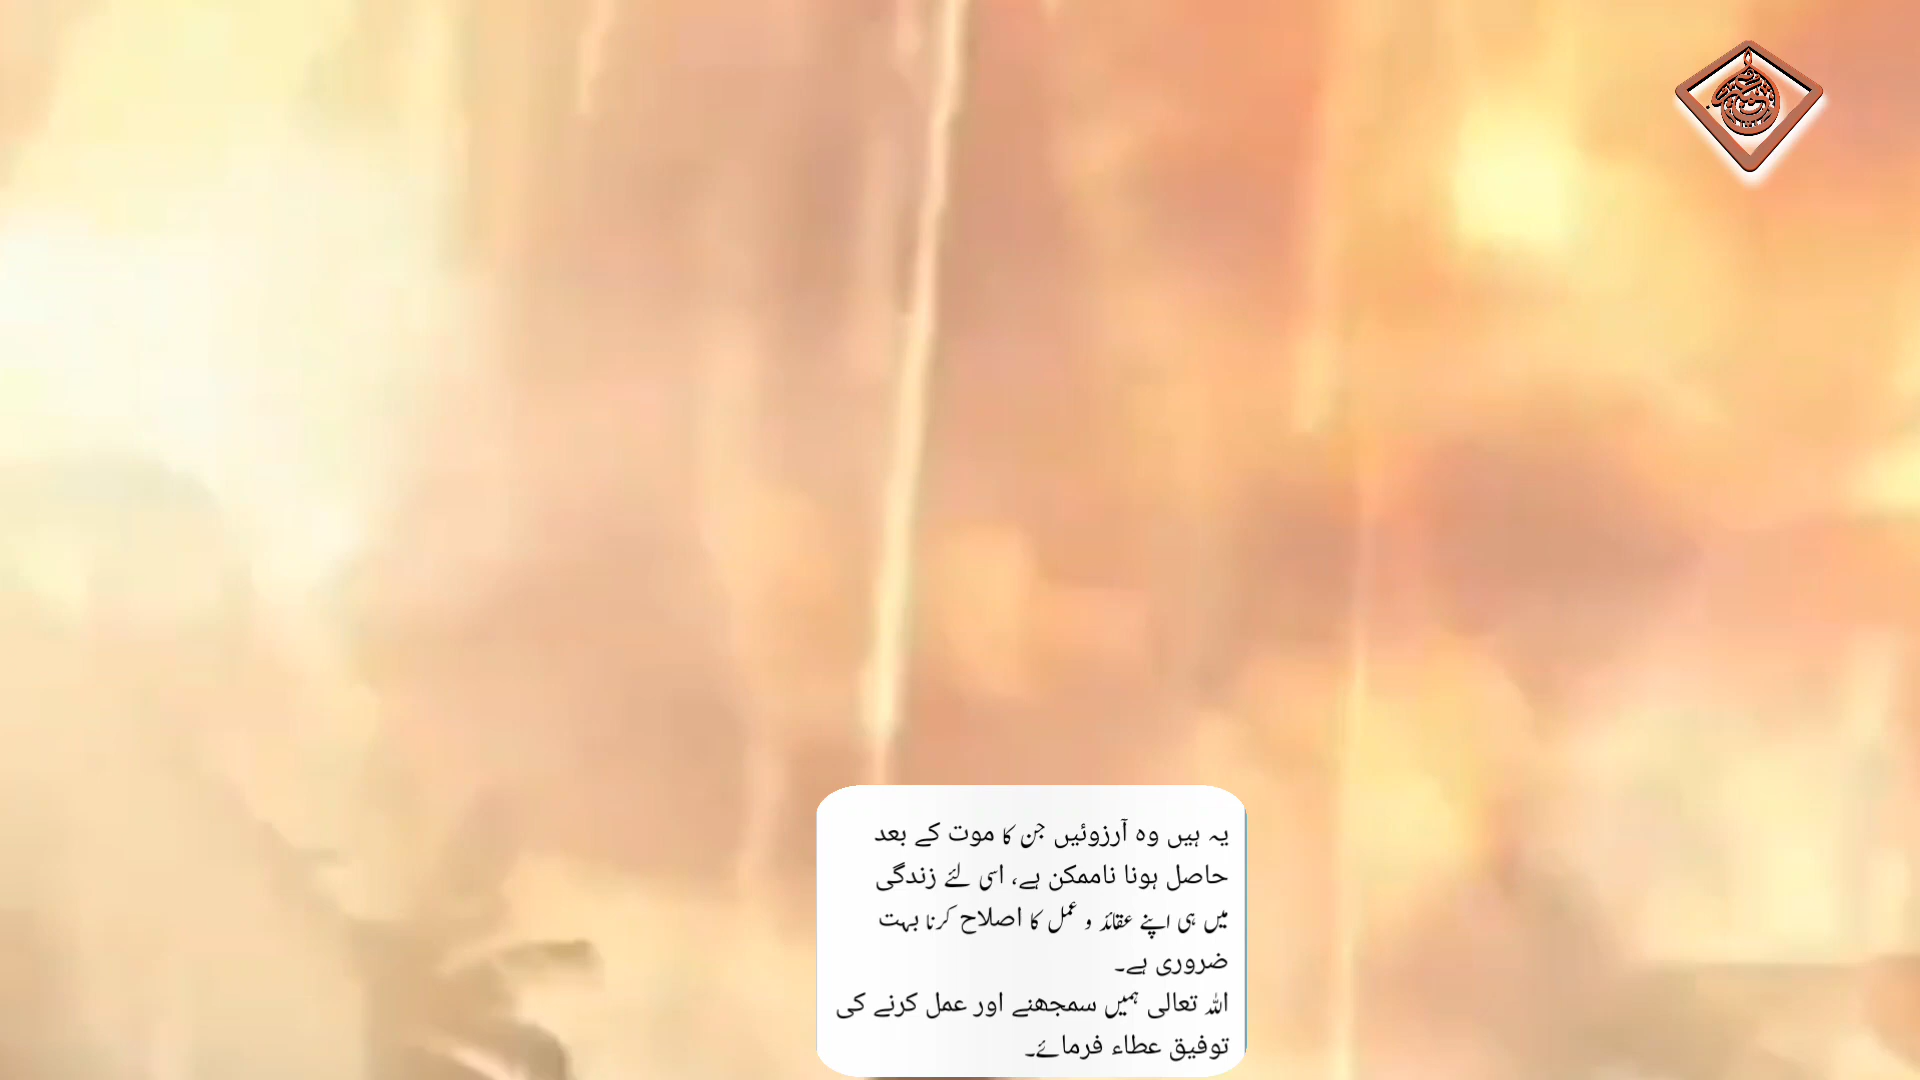 یہ ہیں وہ آرزوئیں جن کا موت کے بعد
حاصل ہونا ناممکن ہے، اسی لئے زندگی
میں ہی اپنے عقائد و عمل کا اصلاح کرنا بہت
ضروری ہے۔
اللہ تعالی ہمیں سمجھنے اور عمل کرنے کی
توفیق عطاء فرمائے۔